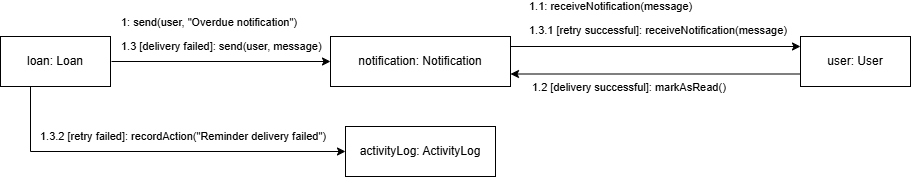 1.1: receiveNotification(message)
1: send(user, "Overdue notification")
1.3.1 [retry successful]: receiveNotification(message)
1.3 [delivery failed]: send(user, message)
loan: Loan
notification: Notification
user: User
1.2 [delivery successful]: markAsRead()
1.3.2 [retry failed]: recordAction("Reminder delivery failed")
activityLog: ActivityLog